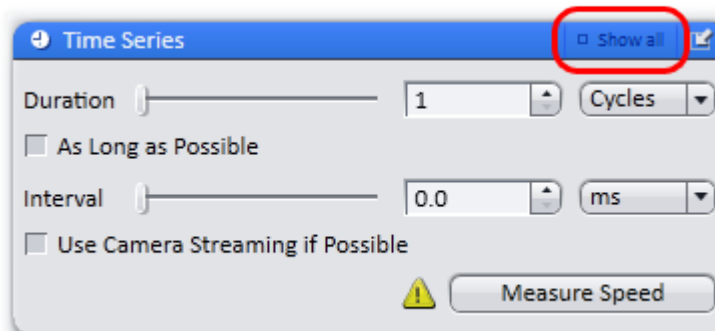 Time Series Show all
Duration 1 Cycles
As Long as Possible
Interval 0.0 ms
Use Camera Streaming if Possible
Measure Speed